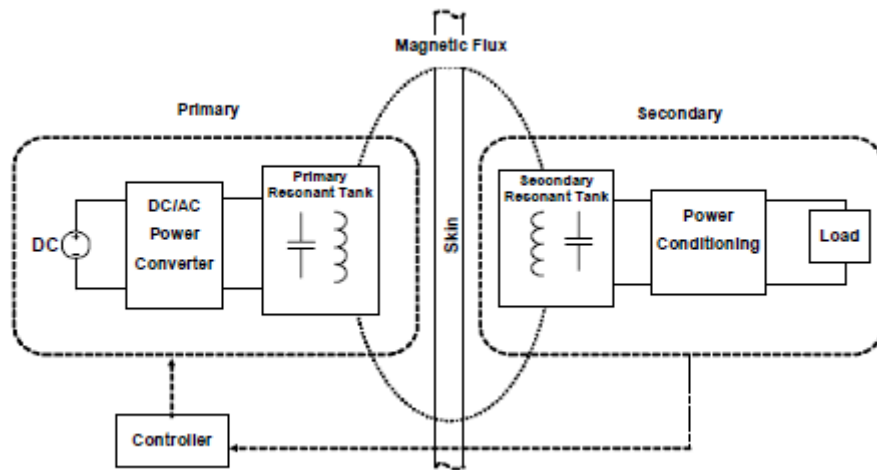 Magnetic Flux
Primary
Secondary
Primary
Resonant Tank
Secondary
Resonant Tank
DC/AC
Power
Converter
DC
Skin
Power
Conditioning
Load
Controller